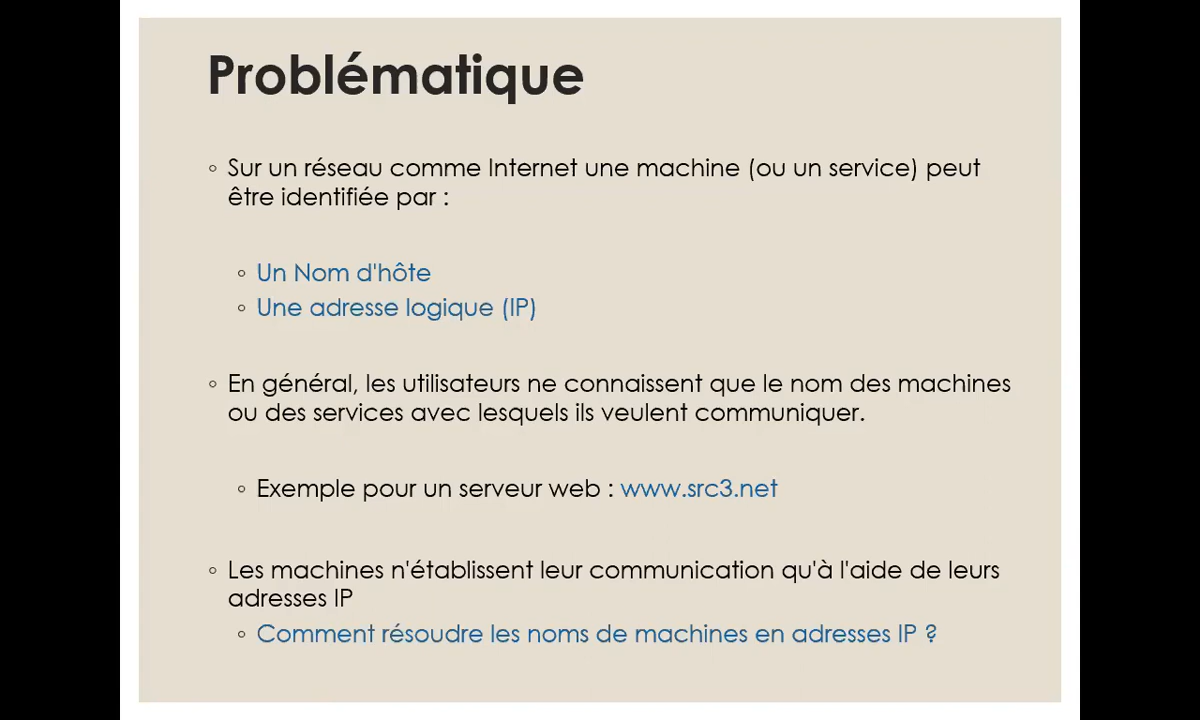 Problématique
◦ Sur un réseau comme Internet une machine (ou un service) peut
être identifiée par :
◦ Un Nom d'hôte
◦ Une adresse logique (IP)
◦ En général, les utilisateurs ne connaissent que le nom des machines
ou des services avec lesquels ils veulent communiquer.
◦ Exemple pour un serveur web : www.src3.net
◦ Les machines n'établissent leur communication qu'à l'aide de leurs
adresses IP
◦ Comment résoudre les noms de machines en adresses IP ?